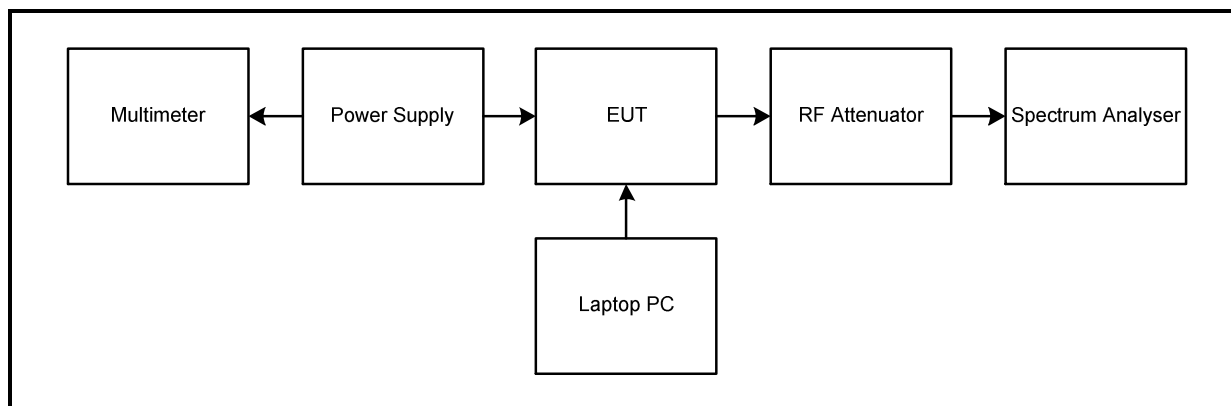 Multimeter
Power Supply
EUT
RF Attenuator
Spectrum Analyser
Laptop PC